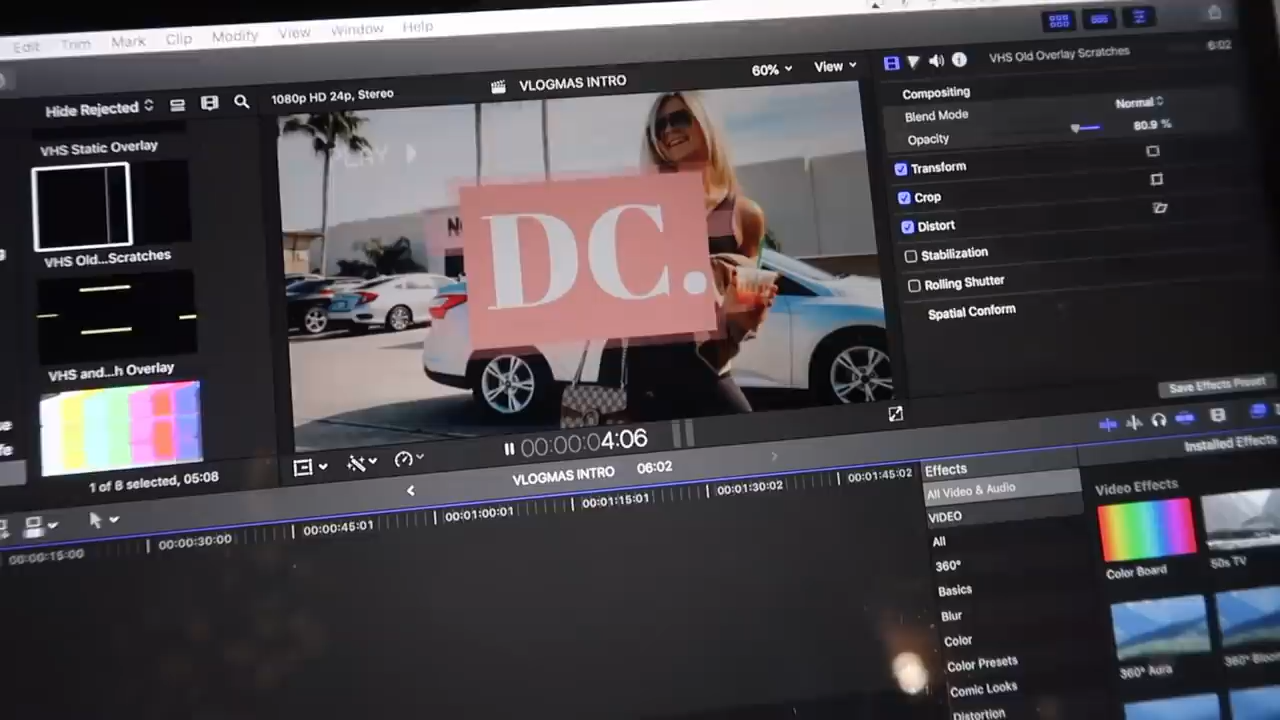 Edit Trim Mark Clip Modify View Window Help
Hide Rejected
1080p HD 24p, Stereo
VLOGMAS INTRO
60%
View
VHS Old Overlay Scratches
6:02
VHS Static Overlay
VHS Old...Scratches
VHS and...h Overlay
1 of 8 selected, 05:08
PLAY
DC.
Compositing
Blend Mode
Normal
Opacity
80.9 %
Transform
Crop
Distort
Stabilization
Rolling Shutter
Spatial Conform
Save Effects Preset
00:00:04:06
VLOGMAS INTRO 06:02
00:00:15:00
00:00:30:00
00:00:45:01
00:01:00:01
00:01:15:01
00:01:30:02
00:01:45:02
Effects
Installed Effects
All Video & Audio
VIDEO
All
360°
Basics
Blur
Color
Color Presets
Comic Looks
Distortion
Video Effects
Color Board
50s TV
360° Aura
360° Bloom